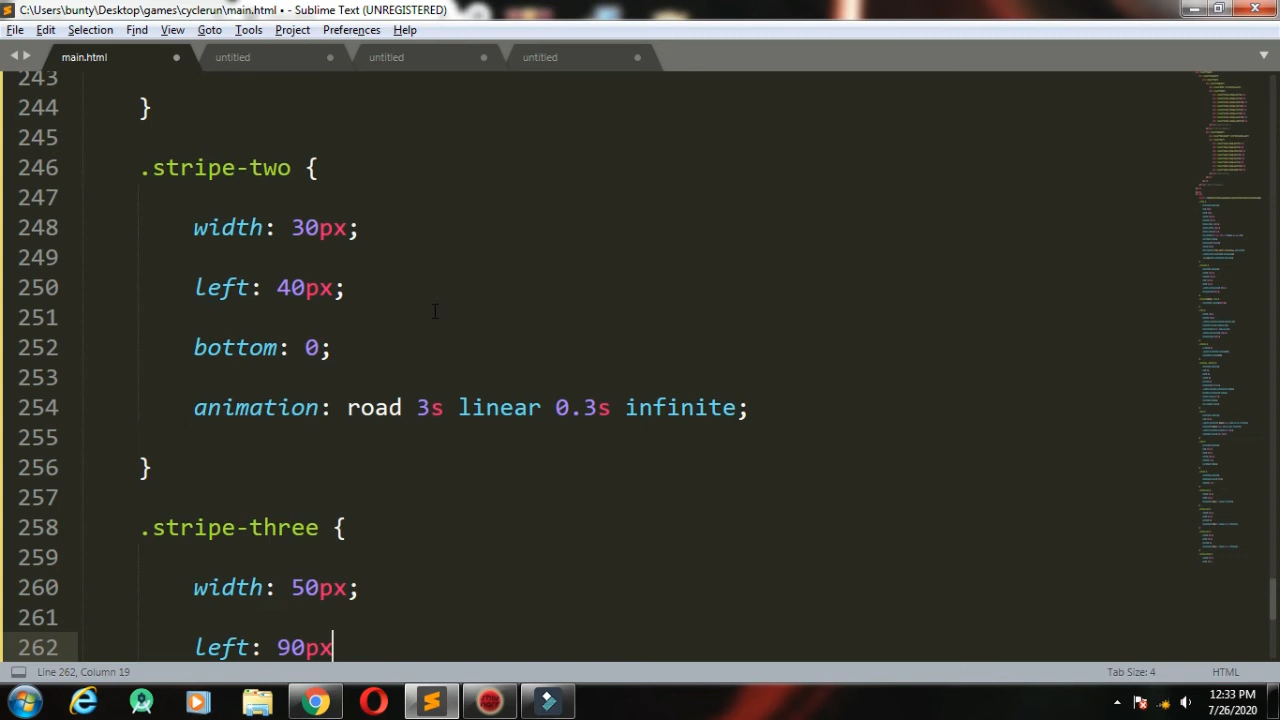 C:\Users\bunty\Desktop\games\cyclerun\main.html • - Sublime Text (UNREGISTERED)
File Edit Selection Find View Goto Tools Project Preferences Help
main.html untitled untitled untitled
243
244 }
245
246 .stripe-two {
247
248 width: 30px;
249
250 left: 40px
251
252 bottom: 0;
253
254 animation: road 3s linear 0.3s infinite;
255
256 }
257
258 .stripe-three {
259
260 width: 50px;
261
262 left: 90px
Line 262, Column 19 Tab Size: 4 HTML
12:33 PM
7/26/2020